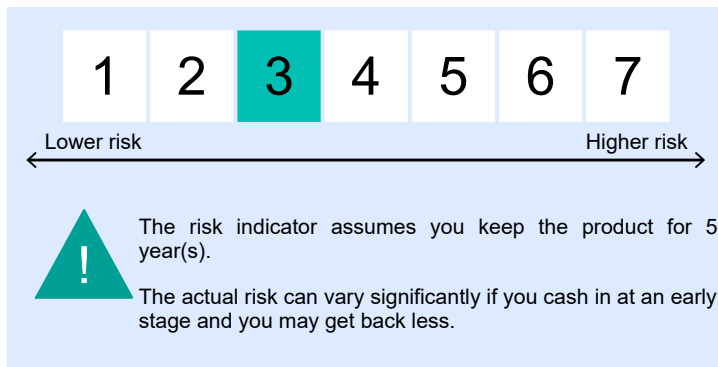 1 2 3 4 5 6 7
Lower risk Higher risk
!
The risk indicator assumes you keep the product for 5
year(s).
The actual risk can vary significantly if you cash in at an early
stage and you may get back less.